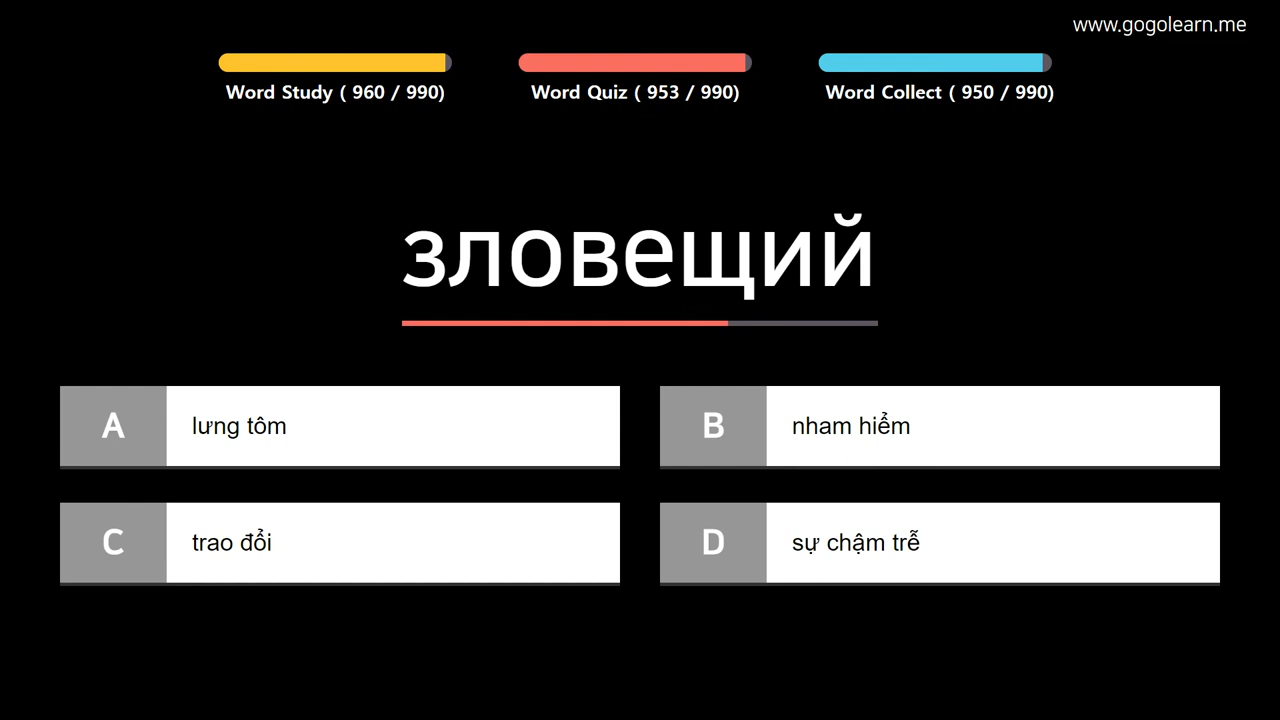 www.gogolearn.me
Word Study ( 960 / 990)
Word Quiz ( 953 / 990)
Word Collect ( 950 / 990)
зловещий
A lưng tôm
B nham hiểm
C trao đổi
D sự chậm trễ